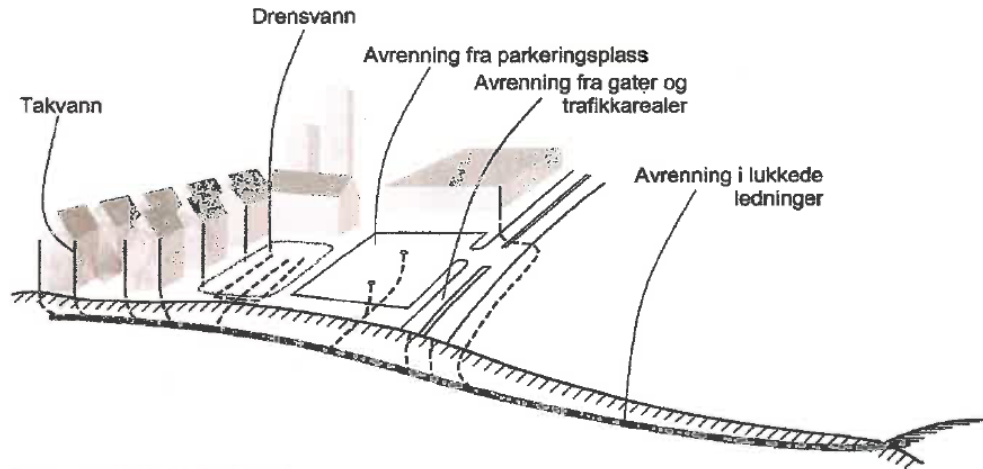 Drensvann
Avrenning fra parkeringsplass
Avrenning fra gater og
trafikkarealer
Takvann
Avrenning i lukkede
ledninger